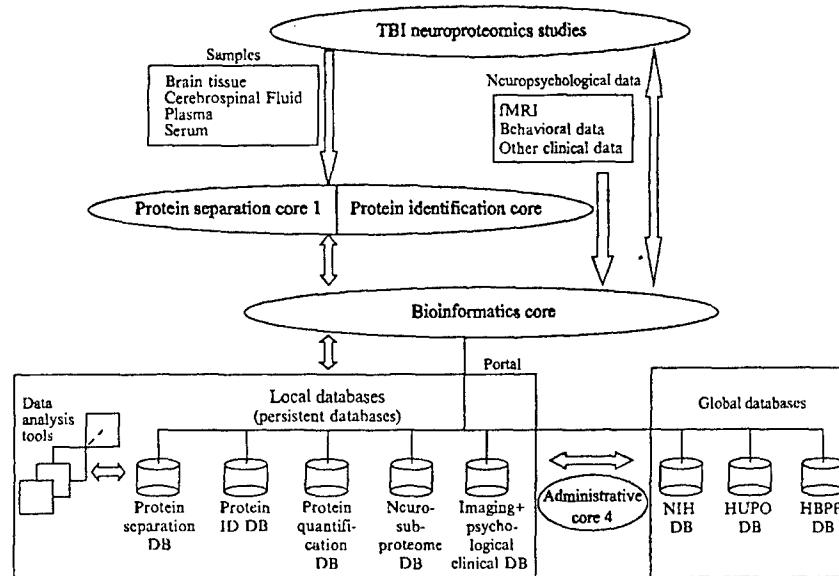 TBI neuroproteomics studies
Samples
Brain tissue
Cerebrospinal Fluid
Plasma
Serum
Neuropsychological data
fMRI
Behavioral data
Other clinical data
Protein separation core 1
Protein identification core
Bioinformatics core
Portal
Data
analysis
tools
Local databases
(persistent databases)
Global databases
Protein
separation
DB
Protein
ID DB
Protein
quantifi-
cation
DB
Neuro-
sub-
proteome
DB
Imaging+
psycho-
logical
clinical DB
Administrative
core 4
NIH
DB
HUPO
DB
HBPP
DB